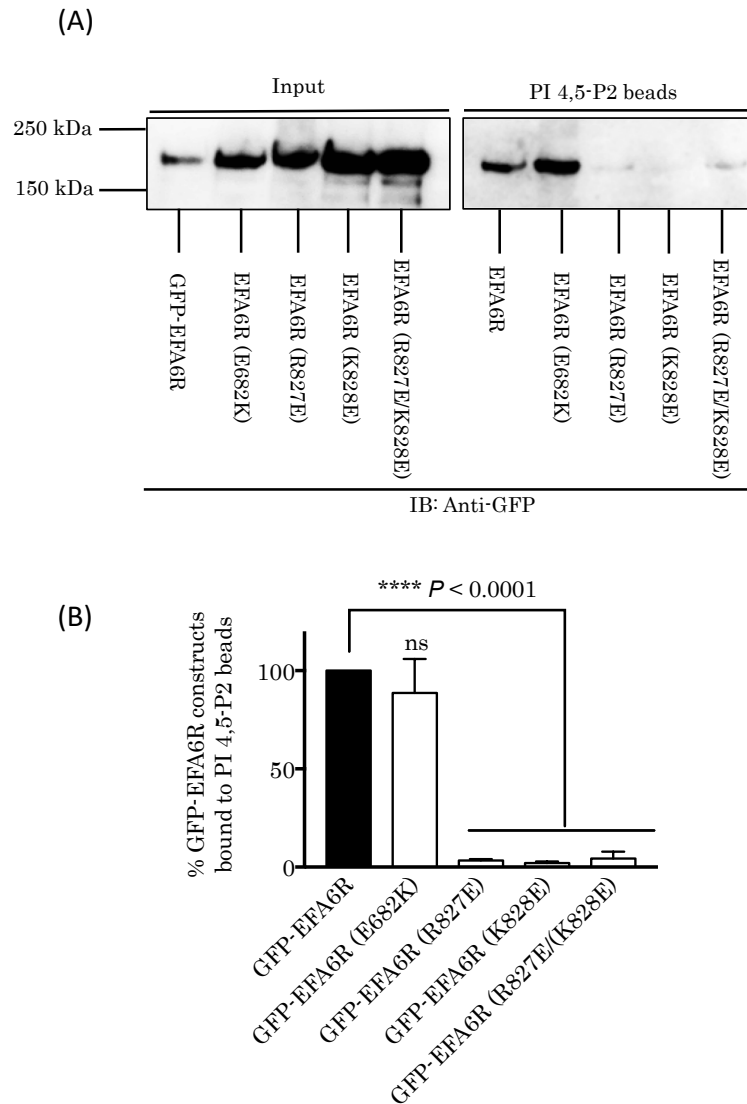 (A)
Input
PI 4,5-P2 beads
250 kDa
150 kDa
GFP-EFA6R
EFA6R (E682K)
EFA6R (R827E)
EFA6R (K828E)
EFA6R (R827E/K828E)
EFA6R
EFA6R (E682K)
EFA6R (R827E)
EFA6R (K828E)
EFA6R (R827E/K828E)
IB: Anti-GFP
(B)
**** P < 0.0001
% GFP-EFA6R constructs
bound to PI 4,5-P2 beads
ns
100
50
0
GFP-EFA6R
GFP-EFA6R (E682K)
GFP-EFA6R (R827E)
GFP-EFA6R (K828E)
GFP-EFA6R (R827E/(K828E)